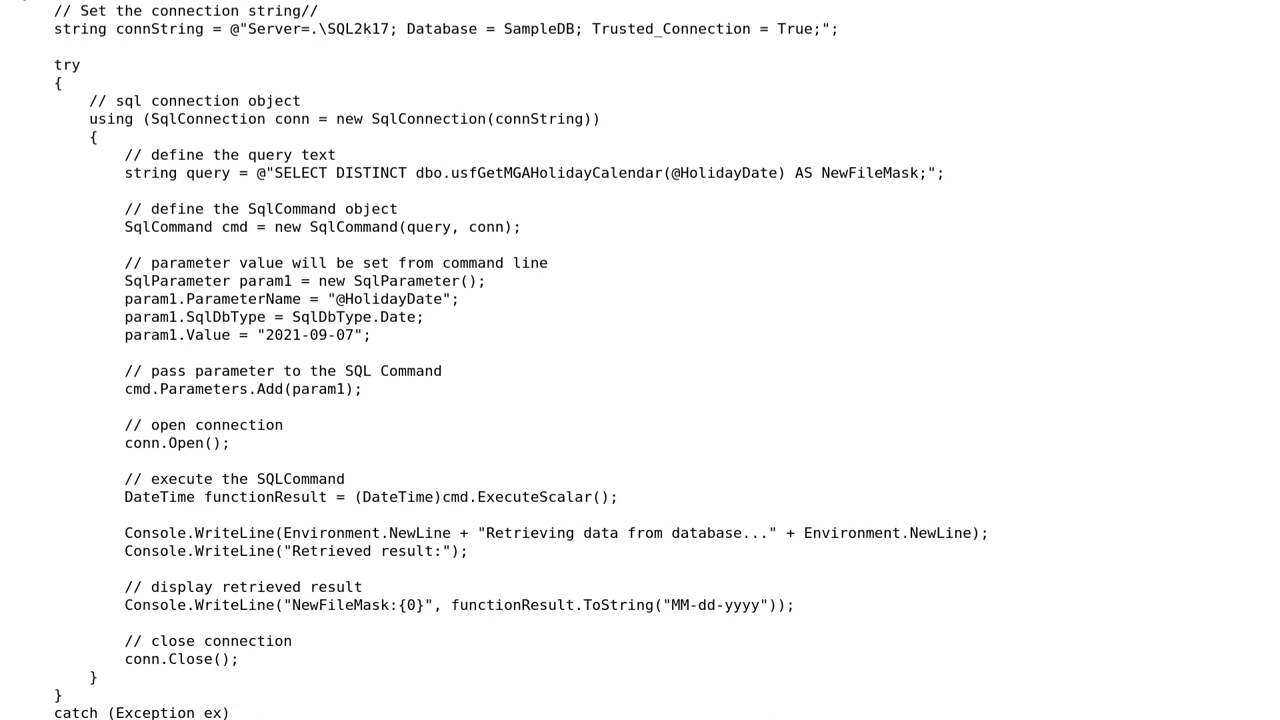 // Set the connection string//
string connString = @"Server=.\SQL2k17; Database = SampleDB; Trusted_Connection = True;";
try
{
// sql connection object
using (SqlConnection conn = new SqlConnection(connString))
{
// define the query text
string query = @"SELECT DISTINCT dbo.usfGetMGAHolidayCalendar(@HolidayDate) AS NewFileMask;";
// define the SqlCommand object
SqlCommand cmd = new SqlCommand(query, conn);
// parameter value will be set from command line
SqlParameter param1 = new SqlParameter();
param1.ParameterName = "@HolidayDate";
param1.SqlDbType = SqlDbType.Date;
param1.Value = "2021-09-07";
// pass parameter to the SQL Command
cmd.Parameters.Add(param1);
// open connection
conn.Open();
// execute the SQLCommand
DateTime functionResult = (DateTime)cmd.ExecuteScalar();
Console.WriteLine(Environment.NewLine + "Retrieving data from database..." + Environment.NewLine);
Console.WriteLine("Retrieved result:");
// display retrieved result
Console.WriteLine("NewFileMask:{0}", functionResult.ToString("MM-dd-yyyy"));
// close connection
conn.Close();
}
}
catch (Exception ex)